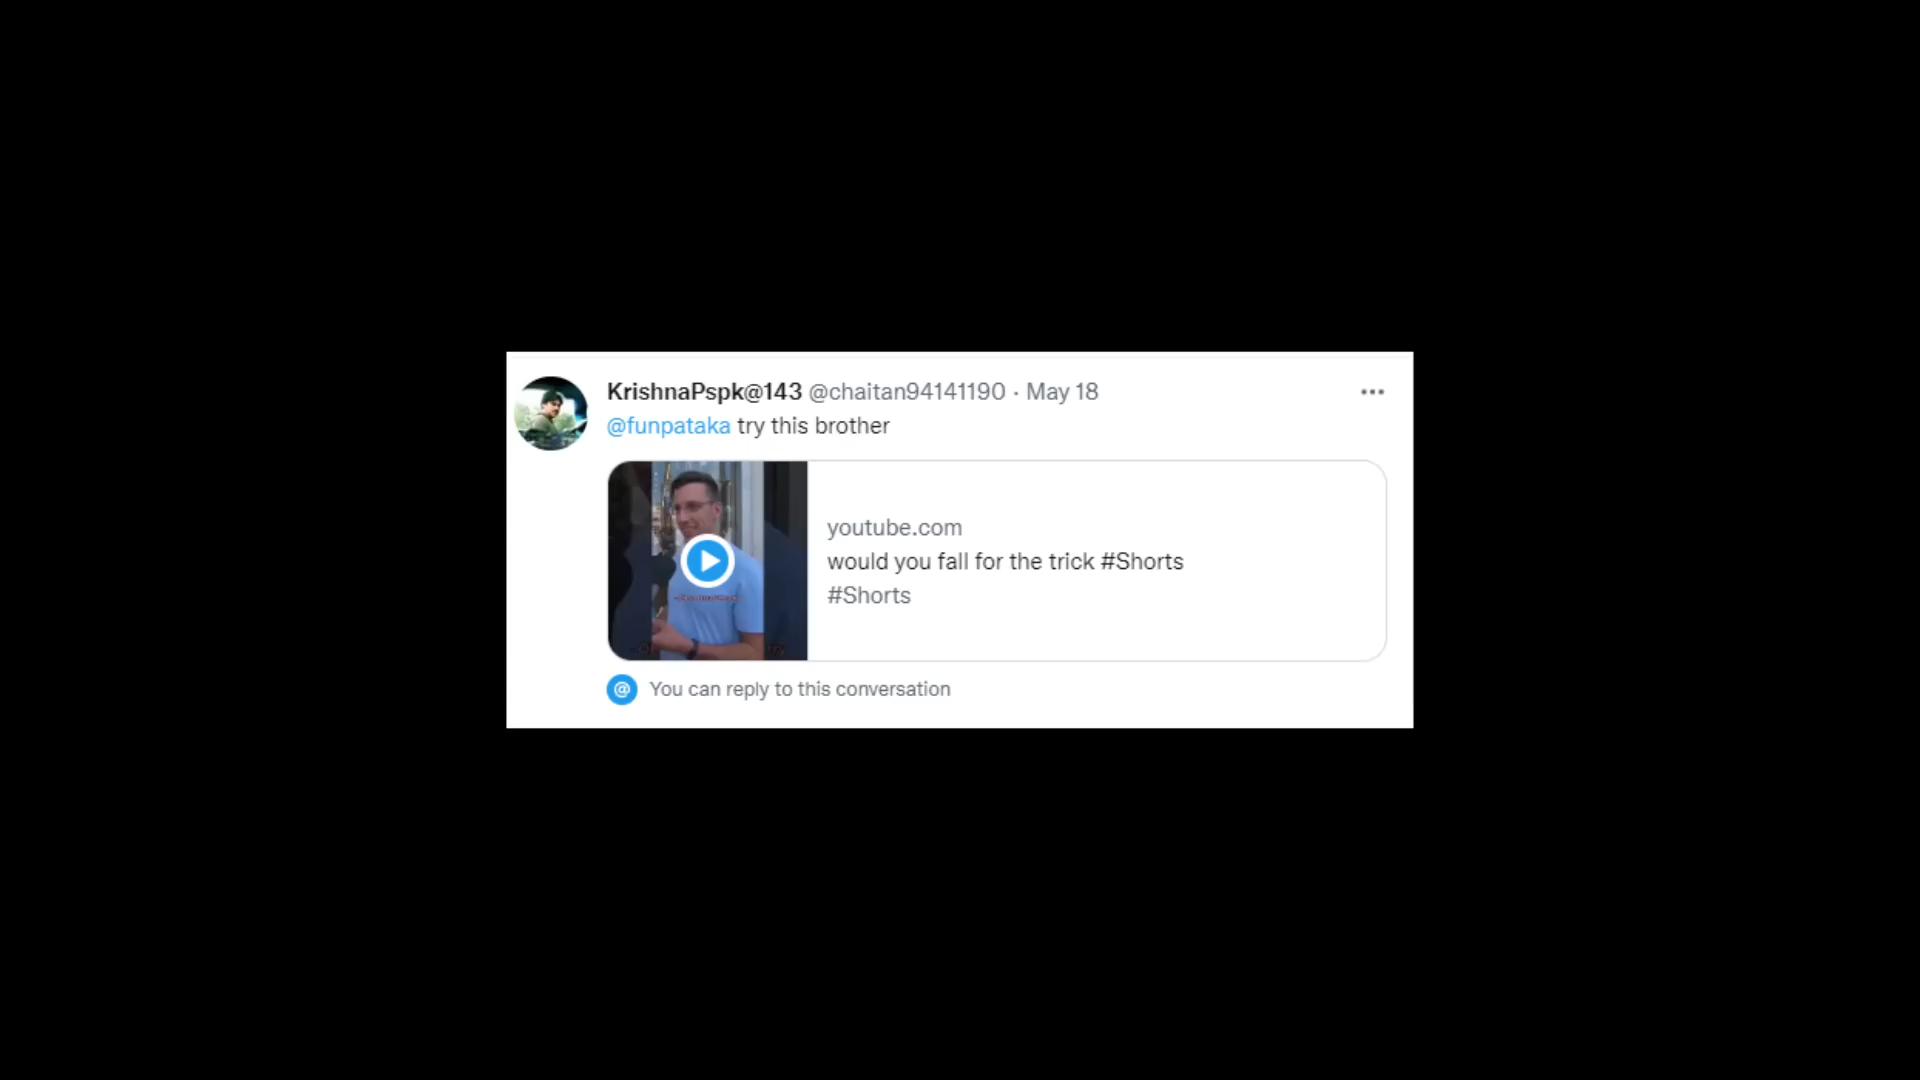 KrishnaPspk@143 @chaitan94141190 · May 18
@funpataka try this brother
youtube.com
would you fall for the trick #Shorts
#Shorts
@ You can reply to this conversation